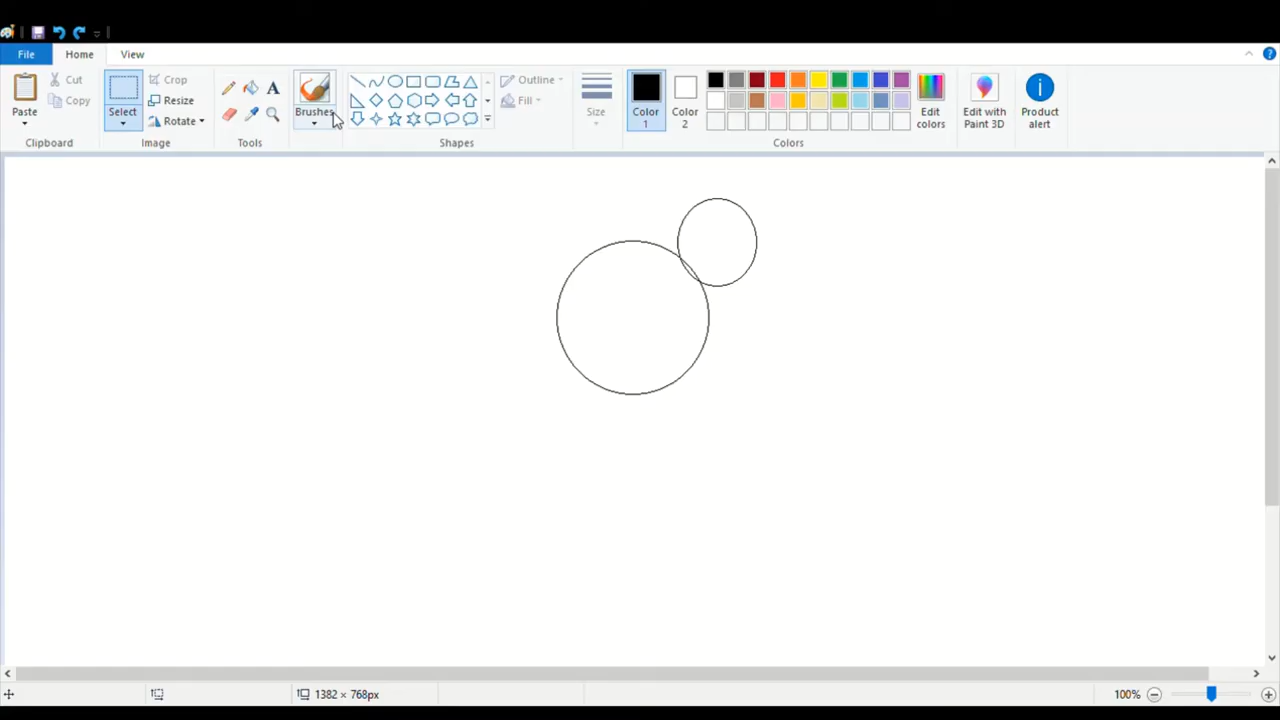 File Home View
Paste Cut Copy Clipboard
Select Crop Resize Rotate Image
Tools A
Brushes
Outline Fill Shapes
Size
Color 1 Color 2 Edit colors Colors
Edit with Paint 3D
Product alert
1382 × 768px 100%